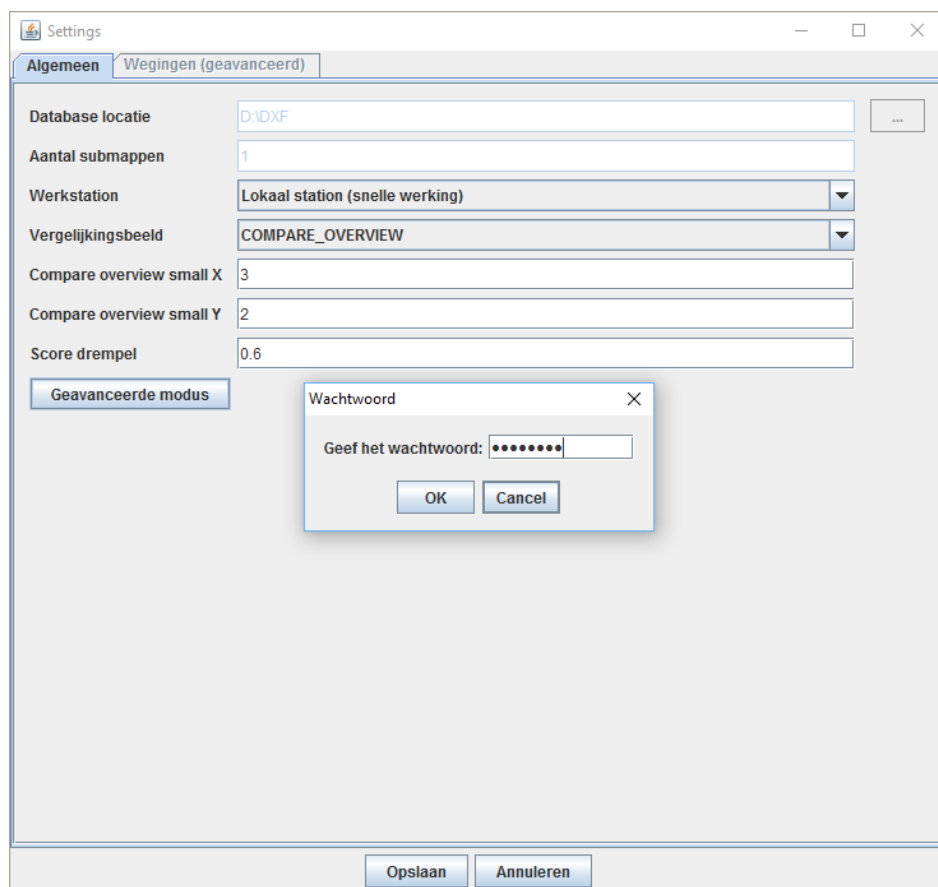 Settings
Algemeen Wegingen (geavanceerd)
Database locatie D:\DXF ...
Aantal submappen 1
Werkstation Lokaal station (snelle werking)
Vergelijkingsbeeld COMPARE_OVERVIEW
Compare overview small X 3
Compare overview small Y 2
Score drempel 0.6
Geavanceerde modus
Wachtwoord
Geef het wachtwoord: ●●●●●●●●
OK Cancel
Opslaan Annuleren